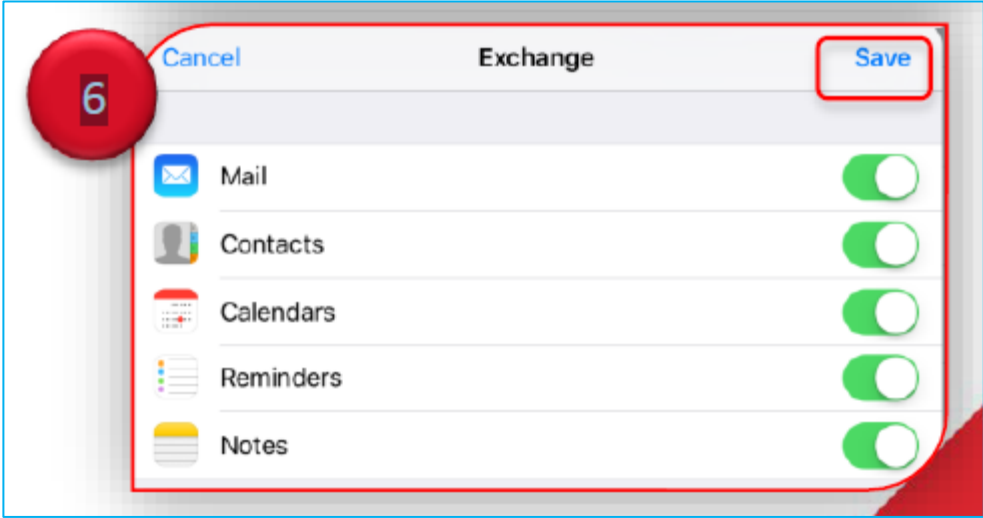 6
Cancel Exchange Save
Mail
Contacts
Calendars
Reminders
Notes